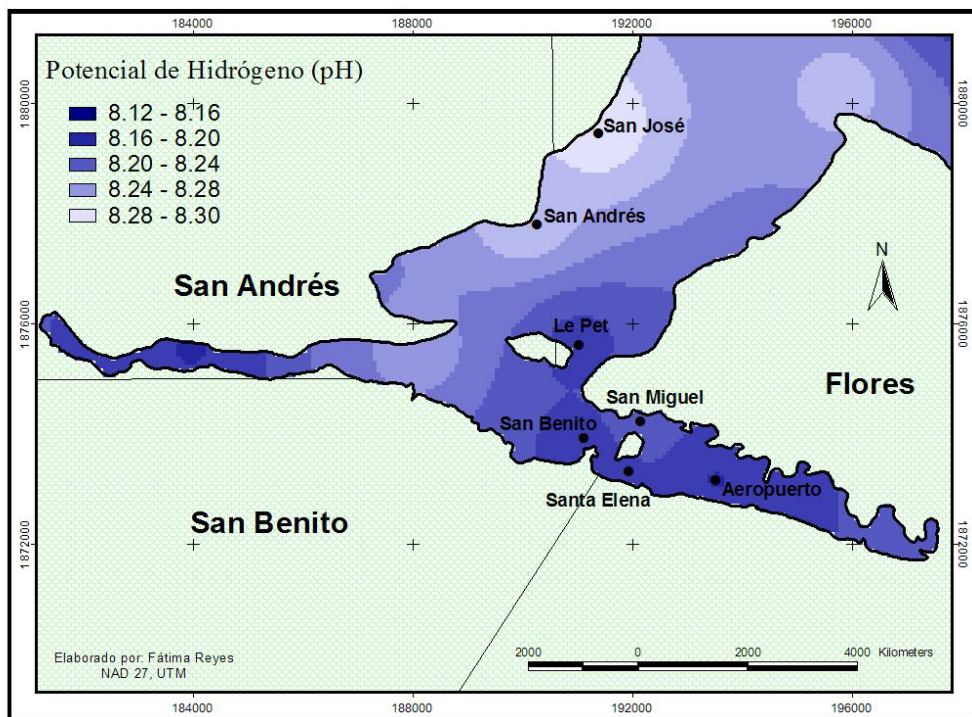 184000 188000 192000 196000
Potencial de Hidrógeno (pH)
8.12 - 8.16
8.16 - 8.20
8.20 - 8.24
8.24 - 8.28
8.28 - 8.30
1880000 1880000
San José
San Andrés
N
San Andrés
1876000 1876000
Le Pet
Flores
San Miguel
San Benito
Aeropuerto
Santa Elena
San Benito
1872000 1872000
Elaborado por: Fátima Reyes
NAD 27, UTM
2000 0 2000 4000 Kilometers
184000 188000 192000 196000